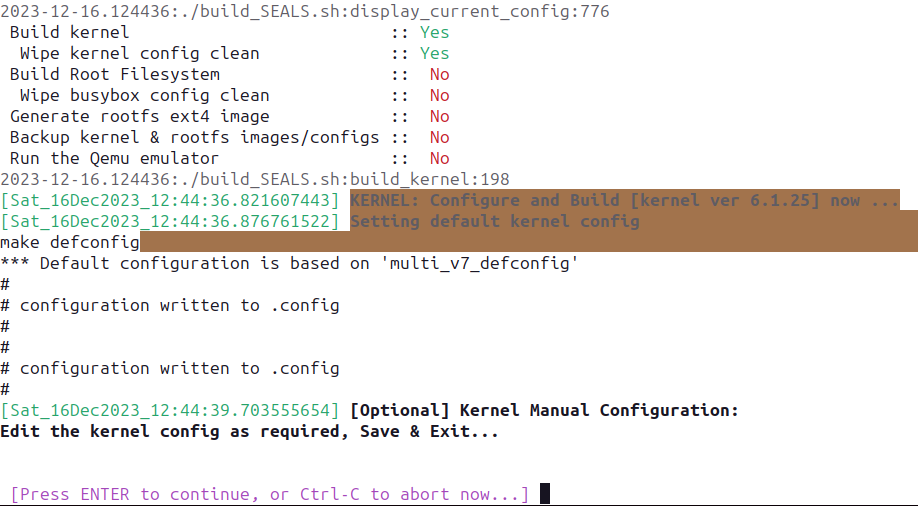 2023-12-16.124436:./build_SEALS.sh:display_current_config:776
Build kernel :: Yes
Wipe kernel config clean :: Yes
Build Root Filesystem :: No
Wipe busybox config clean :: No
Generate rootfs ext4 image :: No
Backup kernel & rootfs images/configs :: No
Run the Qemu emulator :: No
2023-12-16.124436:./build_SEALS.sh:build_kernel:198
[Sat_16Dec2023_12:44:36.821607443] KERNEL: Configure and Build [kernel ver 6.1.25] now ...
[Sat_16Dec2023_12:44:36.876761522] Setting default kernel config
make defconfig
*** Default configuration is based on 'multi_v7_defconfig'
#
# configuration written to .config
#
#
# configuration written to .config
#
[Sat_16Dec2023_12:44:39.703555654] [Optional] Kernel Manual Configuration:
Edit the kernel config as required, Save & Exit...
[Press ENTER to continue, or Ctrl-C to abort now...]